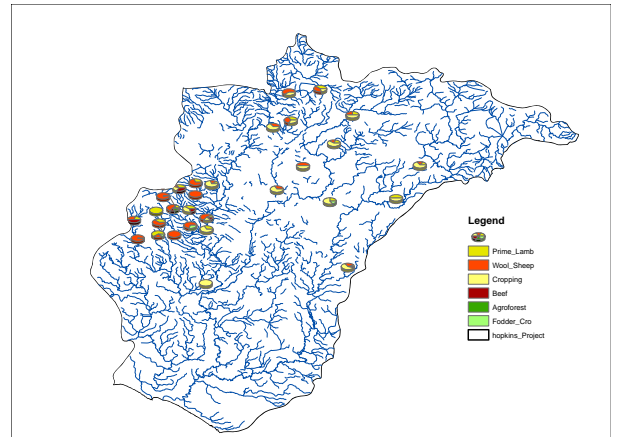 Legend
Prime_Lamb
Wool_Sheep
Cropping
Beef
Agroforest
Fodder_Cro
hopkins_Project